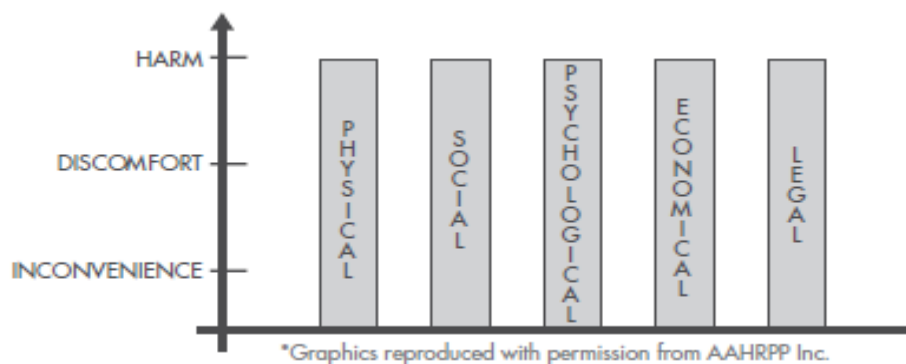 HARM
DISCOMFORT
INCONVENIENCE
PHYSICAL
SOCIAL
PSYCHOLOGICAL
ECONOMICAL
LEGAL
*Graphics reproduced with permission from AAHRPP Inc.